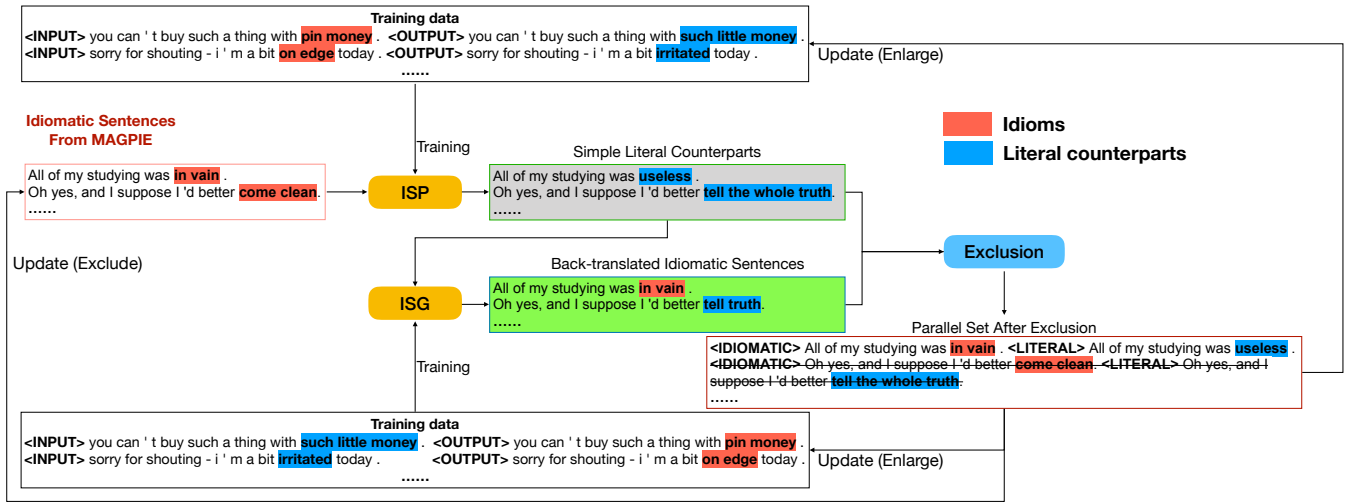 Training data
<INPUT> you can ' t buy such a thing with pin money . <OUTPUT> you can ' t buy such a thing with such little money .
<INPUT> sorry for shouting - i ' m a bit on edge today . <OUTPUT> sorry for shouting - i ' m a bit irritated today .
......
Update (Enlarge)
Idiomatic Sentences
From MAGPIE
Idioms
Literal counterparts
Training
Simple Literal Counterparts
All of my studying was in vain .
Oh yes, and I suppose I 'd better come clean.
......
ISP
All of my studying was useless .
Oh yes, and I suppose I 'd better tell the whole truth.
......
Update (Exclude)
Exclusion
Back-translated Idiomatic Sentences
ISG
All of my studying was in vain .
Oh yes, and I suppose I 'd better tell truth.
......
Training
Parallel Set After Exclusion
<IDIOMATIC> All of my studying was in vain . <LITERAL> All of my studying was useless .
<IDIOMATIC> Oh yes, and I suppose I 'd better come clean. <LITERAL> Oh yes, and I
suppose I 'd better tell the whole truth.
......
Training data
<INPUT> you can ' t buy such a thing with such little money . <OUTPUT> you can ' t buy such a thing with pin money .
<INPUT> sorry for shouting - i ' m a bit irritated today . <OUTPUT> sorry for shouting - i ' m a bit on edge today .
......
Update (Enlarge)